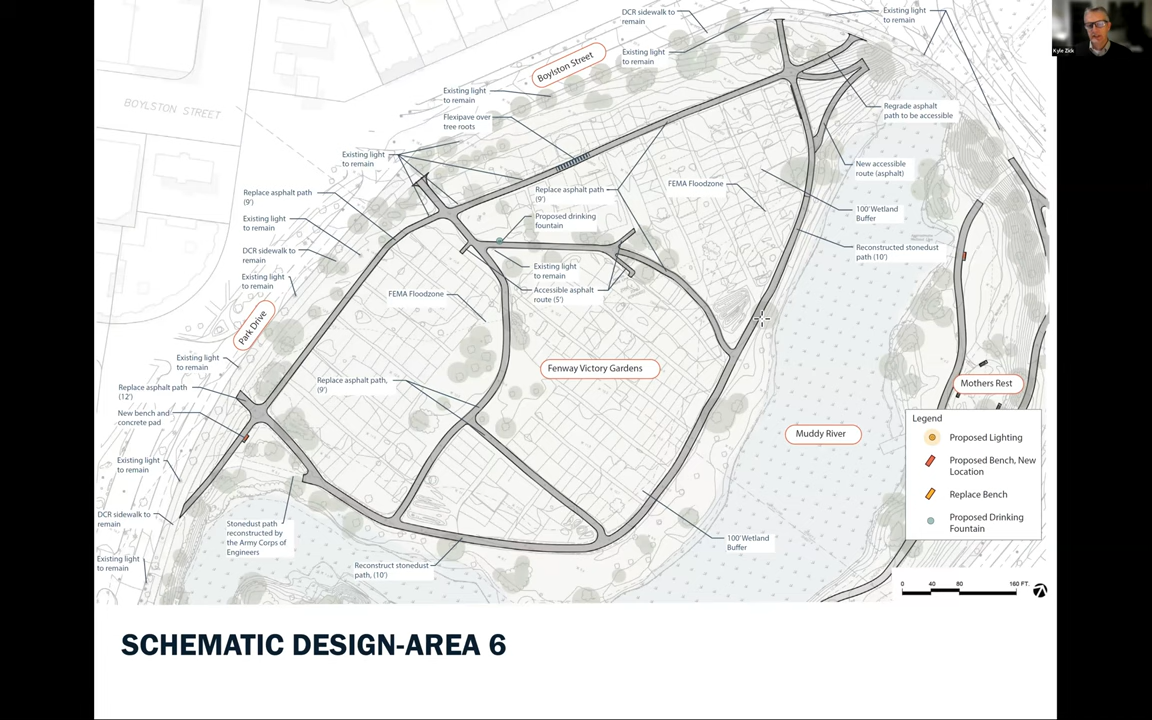 DCR sidewalk to
remain
Existing light
to remain
Kyle Zick
Existing light
to remain
Boylston Street
Existing light
to remain
BOYLSTON STREET
Flexipave over
tree roots
Regrade asphalt
path to be accessible
Existing light
to remain
New accessible
route (asphalt)
Replace asphalt path
(9')
Replace asphalt path
(9')
FEMA Floodzone
Existing light
to remain
Proposed drinking
fountain
100' Wetland
Buffer
DCR sidewalk to
remain
Reconstructed stonedust
path (10')
Existing light
to remain
Existing light
to remain
Accessible asphalt
route (5')
FEMA Floodzone
Park Drive
Existing light
to remain
Fenway Victory Gardens
Replace asphalt path
(12')
Replace asphalt path,
(9')
Mothers Rest
New bench and
concrete pad
Muddy River
Legend
Proposed Lighting
Proposed Bench, New
Location
Replace Bench
Proposed Drinking
Fountain
Existing light
to remain
DCR sidewalk to
remain
Stonedust path
reconstructed by
the Army Corps of
Engineers
100' Wetland
Buffer
Existing light
to remain
Reconstruct stonedust
path, (10')
0 40 80 160 FT.
SCHEMATIC DESIGN-AREA 6